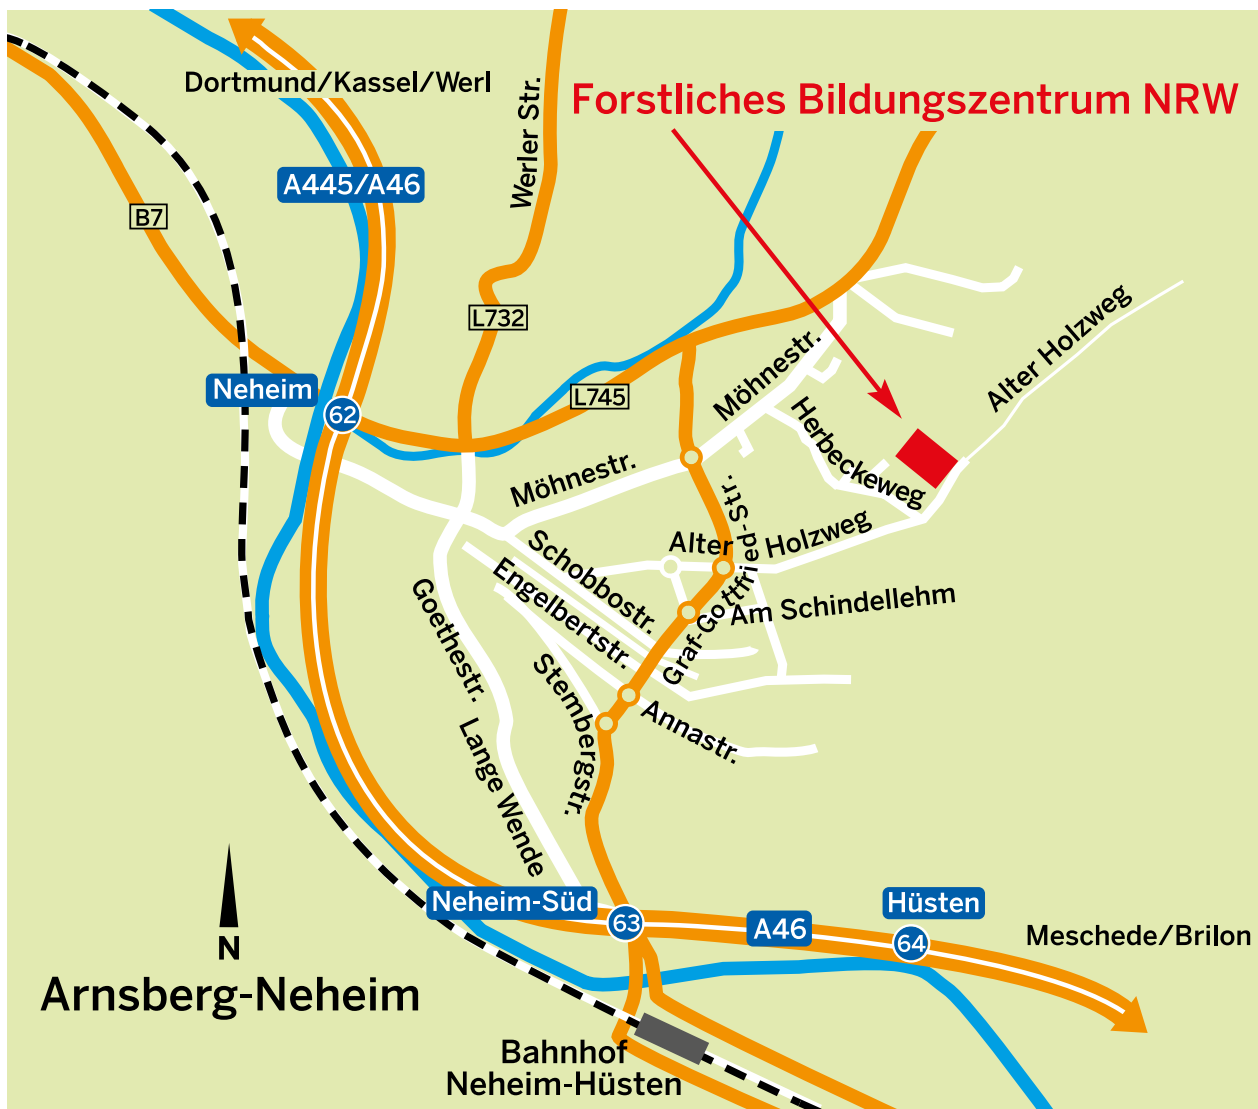 Dortmund/Kassel/Werl
Werler Str.
Forstliches Bildungszentrum NRW
A445/A46
B7
L732
Neheim
62
L745
Möhnestr.
Alter Holzweg
Herbeckeweg
Möhnestr.
Graf-Gottfried-Str.
Alter Holzweg
Schobbostr.
Engelbertstr.
Am Schindellehm
Goethestr.
Stembergstr.
Annastr.
Lange Wende
N
Neheim-Süd
63
A46
Hüsten
64
Meschede/Brilon
Arnsberg-Neheim
Bahnhof
Neheim-Hüsten